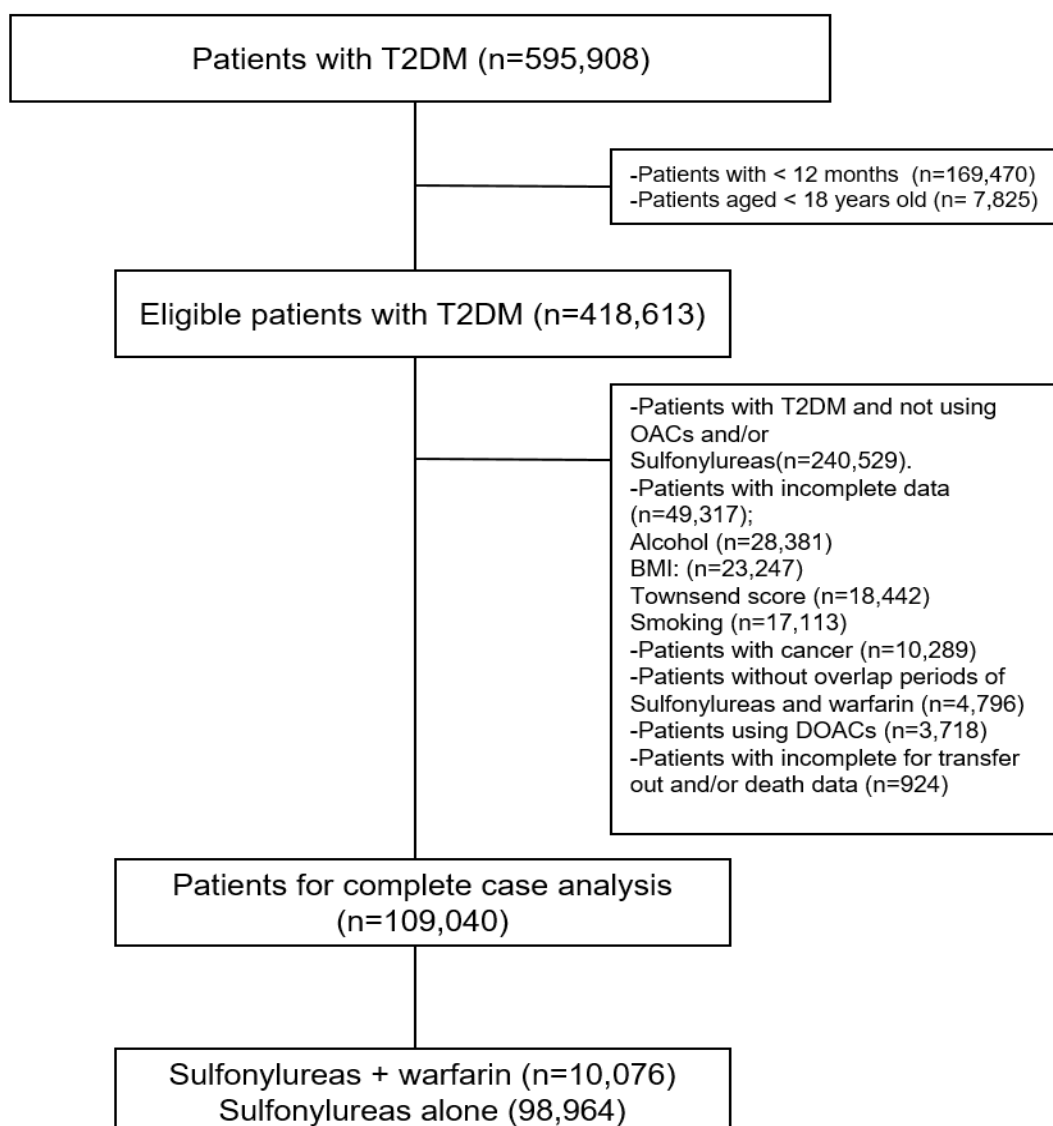 Patients with T2DM (n=595,908)
-Patients with < 12 months (n=169,470)
-Patients aged < 18 years old (n= 7,825)
Eligible patients with T2DM (n=418,613)
-Patients with T2DM and not using
OACs and/or
Sulfonylureas(n=240,529).
-Patients with incomplete data
(n=49,317);
Alcohol (n=28,381)
BMI: (n=23,247)
Townsend score (n=18,442)
Smoking (n=17,113)
-Patients with cancer (n=10,289)
-Patients without overlap periods of
Sulfonylureas and warfarin (n=4,796)
-Patients using DOACs (n=3,718)
-Patients with incomplete for transfer
out and/or death data (n=924)
Patients for complete case analysis
(n=109,040)
Sulfonylureas + warfarin (n=10,076)
Sulfonylureas alone (98,964)